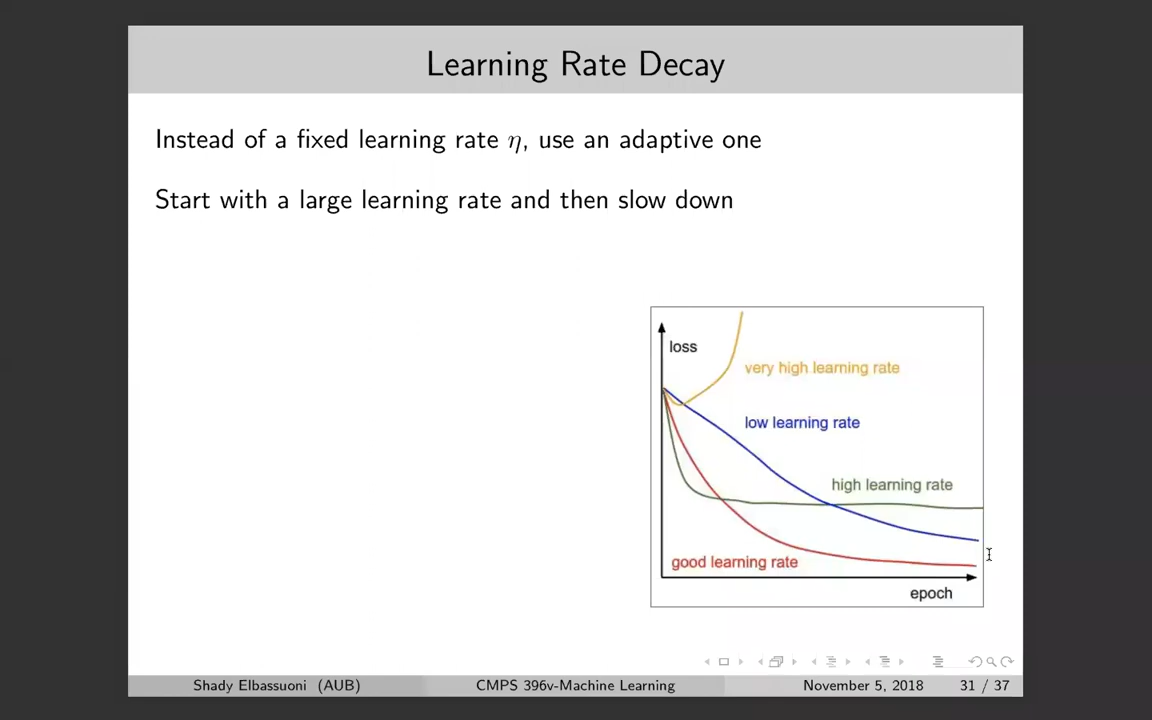 Learning Rate Decay
Instead of a fixed learning rate η, use an adaptive one
Start with a large learning rate and then slow down
loss
very high learning rate
low learning rate
high learning rate
good learning rate
epoch
Shady Elbassuoni (AUB) CMPS 396v-Machine Learning November 5, 2018 31 / 37